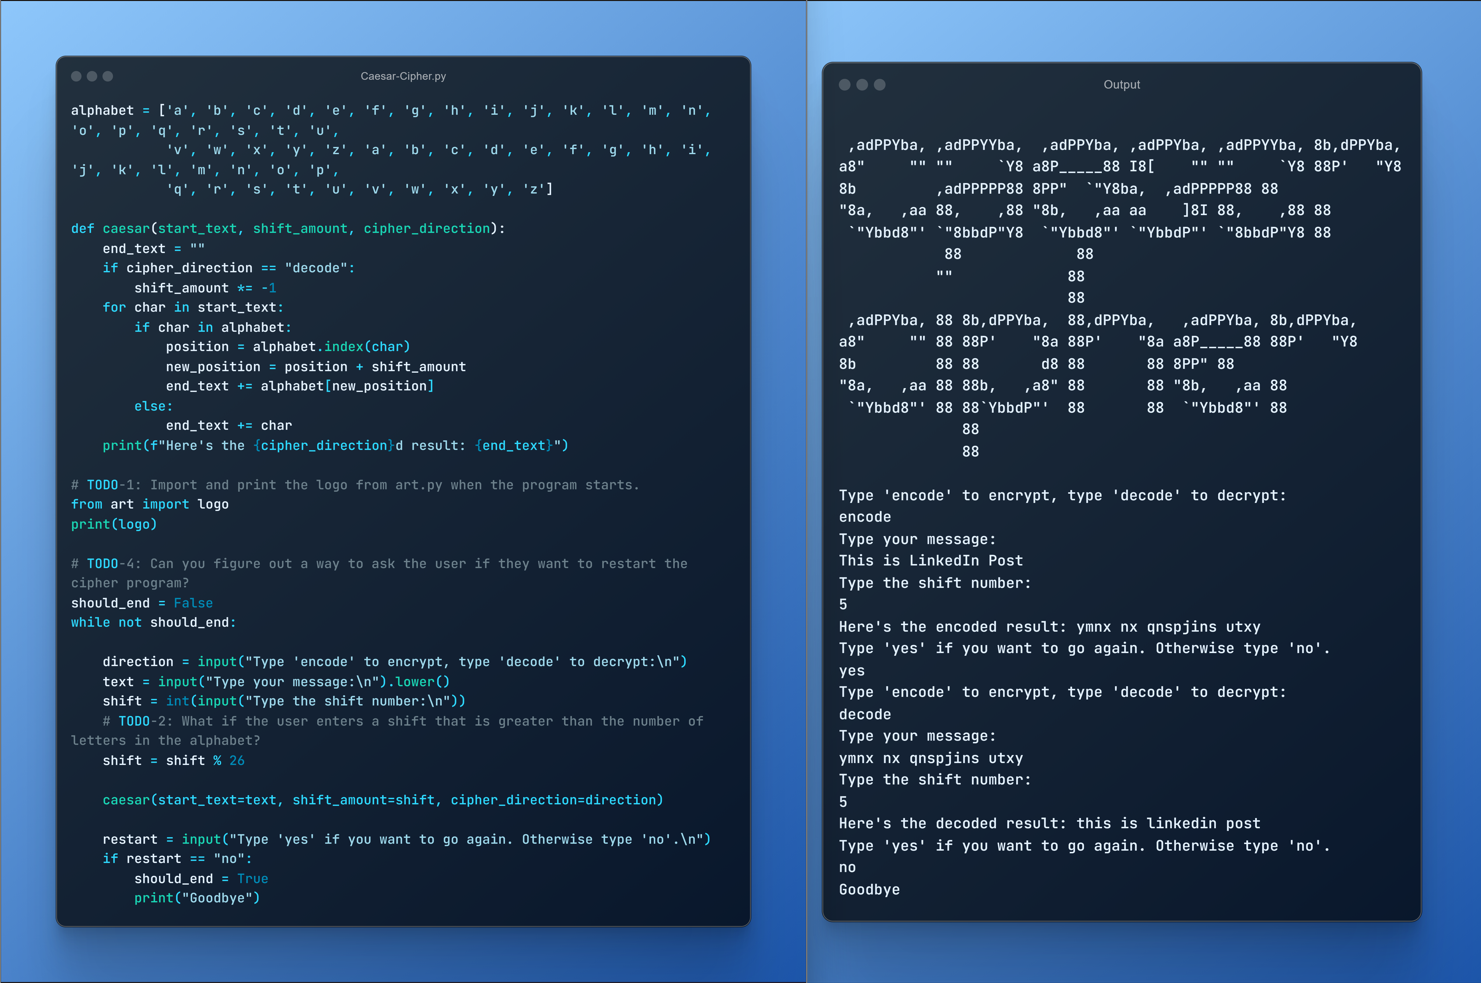 Caesar-Cipher.py
alphabet = ['a', 'b', 'c', 'd', 'e', 'f', 'g', 'h', 'i', 'j', 'k', 'l', 'm', 'n',
'o', 'p', 'q', 'r', 's', 't', 'u',
            'v', 'w', 'x', 'y', 'z', 'a', 'b', 'c', 'd', 'e', 'f', 'g', 'h', 'i',
'j', 'k', 'l', 'm', 'n', 'o', 'p',
            'q', 'r', 's', 't', 'u', 'v', 'w', 'x', 'y', 'z']
def caesar(start_text, shift_amount, cipher_direction):
    end_text = ""
    if cipher_direction == "decode":
        shift_amount *= -1
    for char in start_text:
        if char in alphabet:
            position = alphabet.index(char)
            new_position = position + shift_amount
            end_text += alphabet[new_position]
        else:
            end_text += char
    print(f"Here's the {cipher_direction}d result: {end_text}")
# TODO-1: Import and print the logo from art.py when the program starts.
from art import logo
print(logo)
# TODO-4: Can you figure out a way to ask the user if they want to restart the
cipher program?
should_end = False
while not should_end:
    direction = input("Type 'encode' to encrypt, type 'decode' to decrypt:\n")
    text = input("Type your message:\n").lower()
    shift = int(input("Type the shift number:\n"))
    # TODO-2: What if the user enters a shift that is greater than the number of
letters in the alphabet?
    shift = shift % 26
    caesar(start_text=text, shift_amount=shift, cipher_direction=direction)
    restart = input("Type 'yes' if you want to go again. Otherwise type 'no'.\n")
    if restart == "no":
        should_end = True
        print("Goodbye")
Output
 ,adPPYba, ,adPPYYba,  ,adPPYba, ,adPPYba, ,adPPYYba, 8b,dPPYba,
a8"     "" ""     `Y8 a8P_____88 I8[    "" ""     `Y8 88P'   "Y8
8b         ,adPPPPP88 8PP"  `"Y8ba,  ,adPPPPP88 88
"8a,   ,aa 88,    ,88 "8b,   ,aa aa    ]8I 88,    ,88 88
 `"Ybbd8"' `"8bbdP"Y8  `"Ybbd8"' `"YbbdP"' `"8bbdP"Y8 88
            88             88
           ""             88
                          88
 ,adPPYba, 88 8b,dPPYba,  88,dPPYba,   ,adPPYba, 8b,dPPYba,
a8"     "" 88 88P'    "8a 88P'    "8a a8P_____88 88P'   "Y8
8b         88 88       d8 88       88 8PP" 88
"8a,   ,aa 88 88b,   ,a8" 88       88 "8b,   ,aa 88
 `"Ybbd8"' 88 88`YbbdP"'  88       88  `"Ybbd8"' 88
              88
              88
Type 'encode' to encrypt, type 'decode' to decrypt:
encode
Type your message:
This is LinkedIn Post
Type the shift number:
5
Here's the encoded result: ymnx nx qnspjins utxy
Type 'yes' if you want to go again. Otherwise type 'no'.
yes
Type 'encode' to encrypt, type 'decode' to decrypt:
decode
Type your message:
ymnx nx qnspjins utxy
Type the shift number:
5
Here's the decoded result: this is linkedin post
Type 'yes' if you want to go again. Otherwise type 'no'.
no
Goodbye